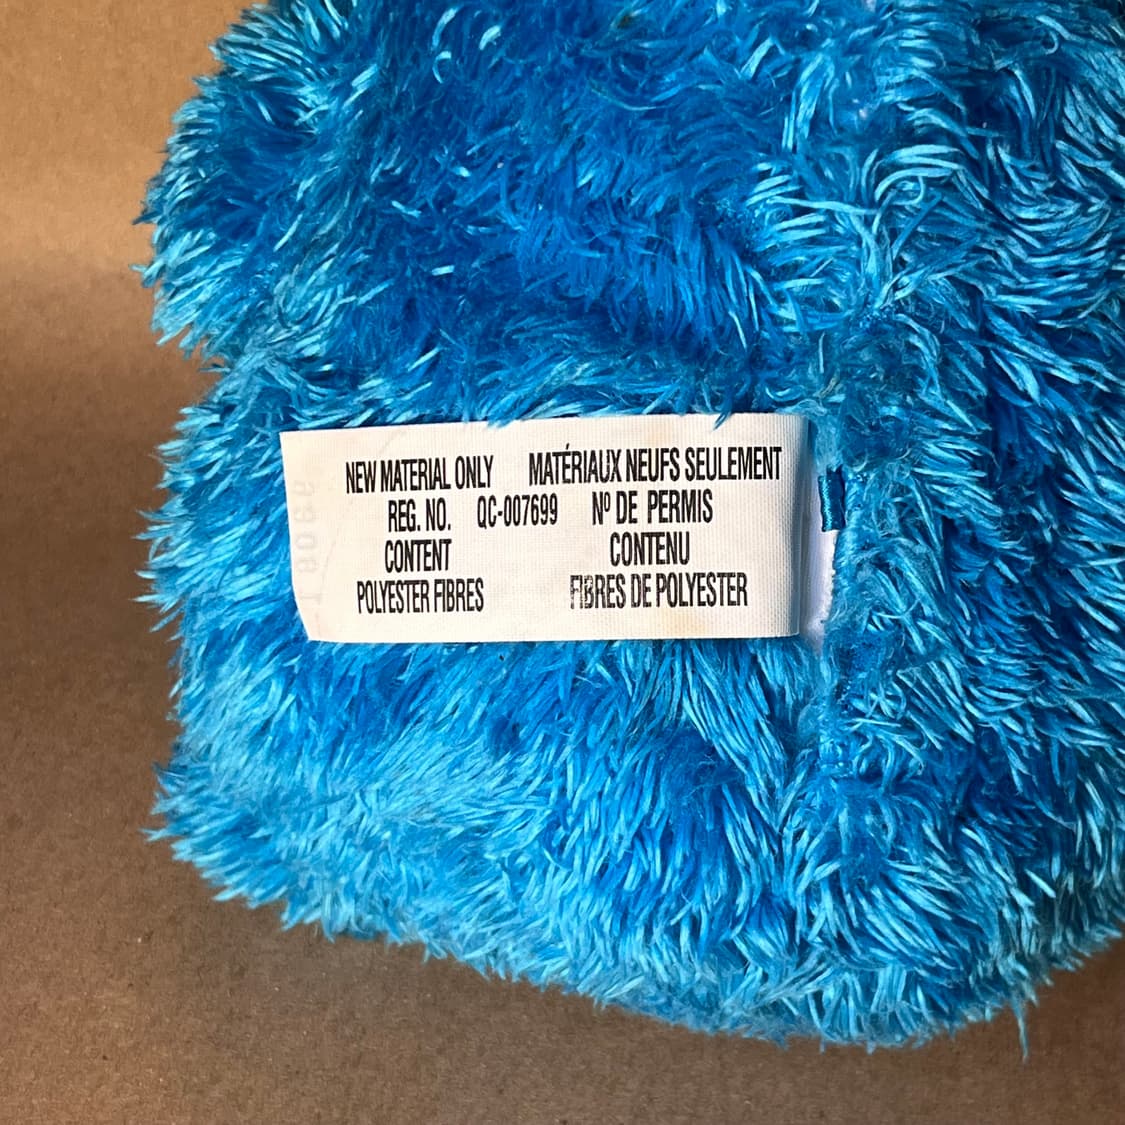 NEW MATERIAL ONLY MATÉRIAUX NEUFS SEULEMENT
REG. NO. QC-007699 Nº DE PERMIS
CONTENT CONTENU
POLYESTER FIBRES FIBRES DE POLYESTER